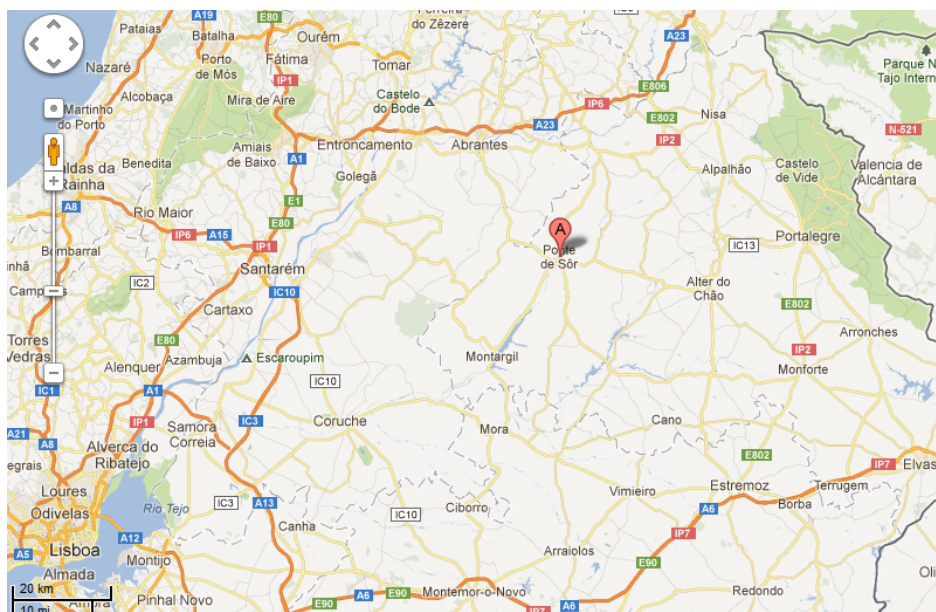 Pataias
A19
E80
Ourém
Ferreira
do Zêzere
A23
Batalha
Fátima
Parque N
Tajo Intern
Nazaré
Porto
de Mós
IP1
Tomar
E806
Alcobaça
Mira de Aire
Castelo
do Bode
IP6
E802
Nisa
Martinho
do Porto
A23
N-521
Amiais
de Baixo
A1
Entroncamento
Abrantes
IP2
Benedita
Alpalhão
Castelo
de Vide
Valencia de
Alcántara
ldas da
Rainha
Golegã
A8
E1
Rio Maior
E80
A
IP6
A15
IP1
Portalegre
Bombarral
Ponte
de Sôr
IC13
nhã
Santarém
IC2
IC10
Alter do
Chão
Camp
Cartaxo
E802
Torres
Vedras
E80
Arronches
Azambuja
Escaroupim
Montargil
IP2
Alenquer
Monforte
IC10
IC1
A1
IP1
IC3
Coruche
Cano
A21
Samora
Correia
Mora
A8
Alverca do
Ribatejo
E802
IP7
Elvas
egrais
Loures
Estremoz
Terrugem
Vimieiro
IC3
A13
Borba
Odivelas
Rio Tejo
Ciborro
A6
IC10
Canha
IP7
A12
Lisboa
A5
Montijo
Arraiolos
Almada
Oli
20 km
Redondo
A6
Montemor-o-Novo
Pinhal Novo
E90
E90
A6
IP7
10 mi